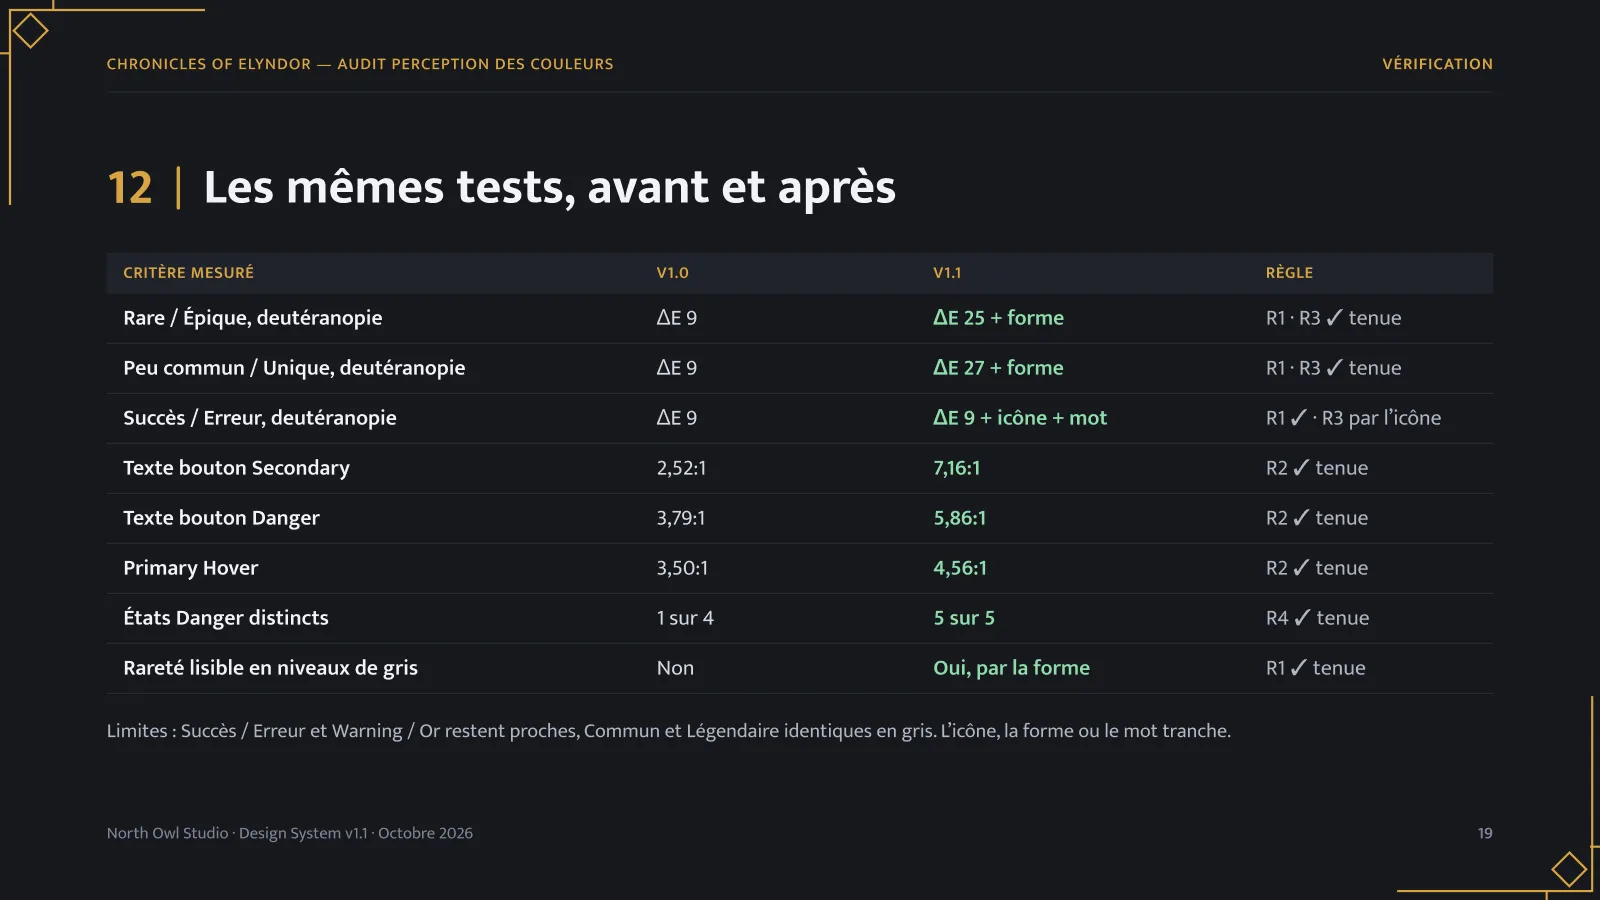 CHRONICLES OF ELYNDOR — AUDIT PERCEPTION DES COULEURS
VÉRIFICATION
12 | Les mêmes tests, avant et après
CRITÈRE MESURÉ V1.0 V1.1 RÈGLE
Rare / Épique, deutéranopie ΔE 9 ΔE 25 + forme R1 · R3 ✓ tenue
Peu commun / Unique, deutéranopie ΔE 9 ΔE 27 + forme R1 · R3 ✓ tenue
Succès / Erreur, deutéranopie ΔE 9 ΔE 9 + icône + mot R1 ✓ · R3 par l’icône
Texte bouton Secondary 2,52:1 7,16:1 R2 ✓ tenue
Texte bouton Danger 3,79:1 5,86:1 R2 ✓ tenue
Primary Hover 3,50:1 4,56:1 R2 ✓ tenue
États Danger distincts 1 sur 4 5 sur 5 R4 ✓ tenue
Rareté lisible en niveaux de gris Non Oui, par la forme R1 ✓ tenue
Limites : Succès / Erreur et Warning / Or restent proches, Commun et Légendaire identiques en gris. L’icône, la forme ou le mot tranche.
North Owl Studio · Design System v1.1 · Octobre 2026
19